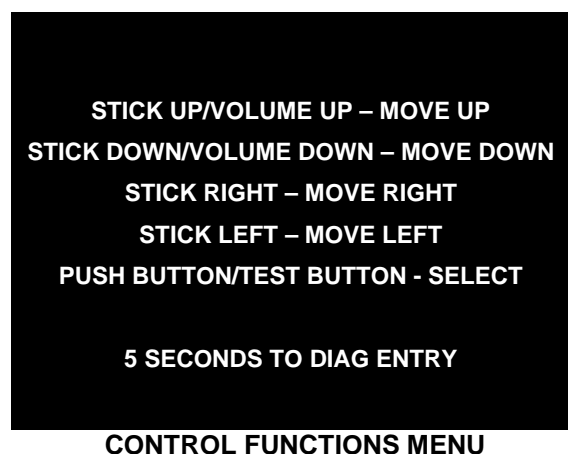 STICK UP/VOLUME UP – MOVE UP
STICK DOWN/VOLUME DOWN – MOVE DOWN
STICK RIGHT – MOVE RIGHT
STICK LEFT – MOVE LEFT
PUSH BUTTON/TEST BUTTON - SELECT
5 SECONDS TO DIAG ENTRY
CONTROL FUNCTIONS MENU